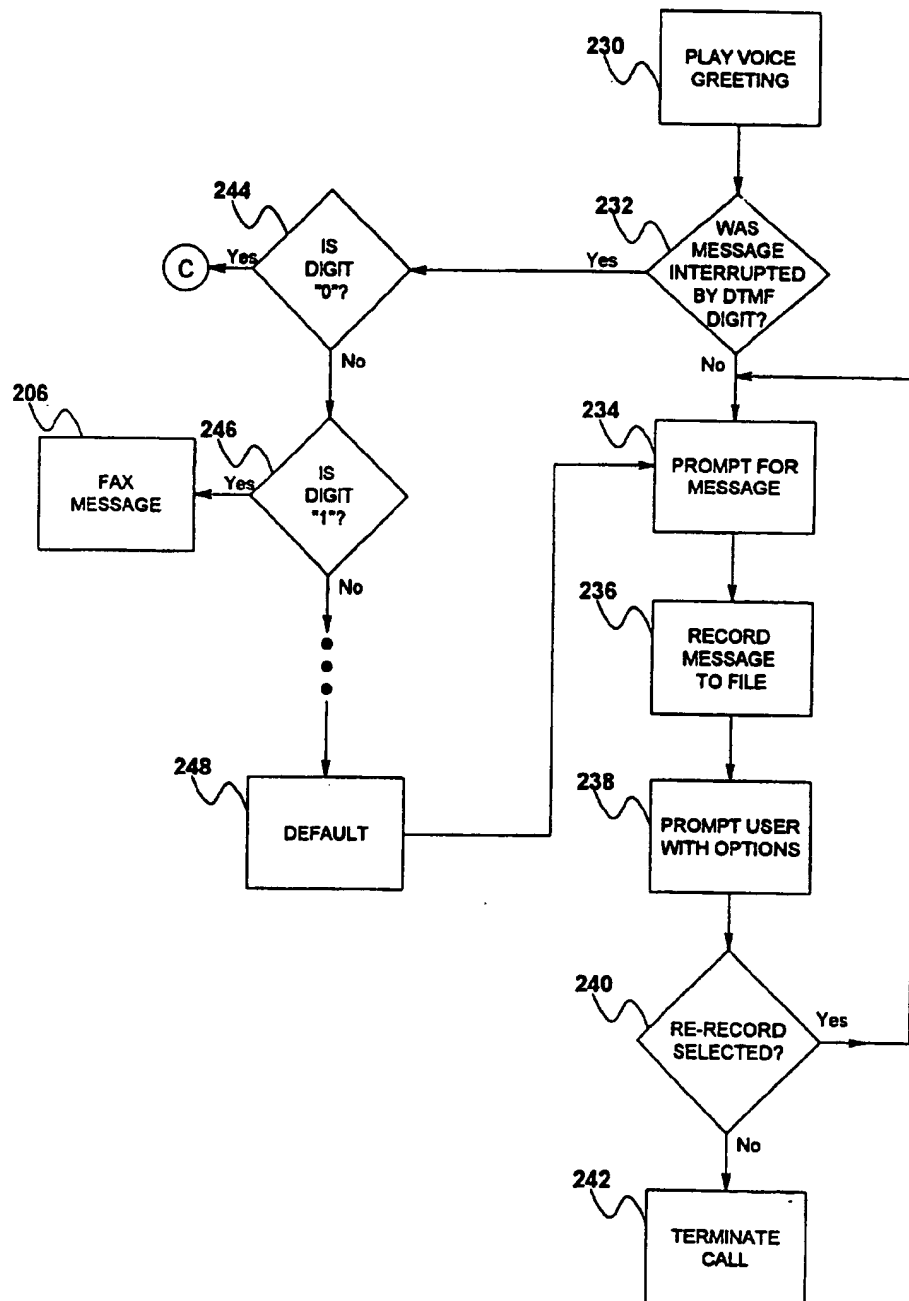 230
PLAY VOICE
GREETING
244
IS
DIGIT
"0"?
Yes
C
232
WAS
MESSAGE
INTERRUPTED
BY DTMF
DIGIT?
Yes
No
No
206
FAX
MESSAGE
246
IS
DIGIT
"1"?
Yes
No
234
PROMPT FOR
MESSAGE
236
RECORD
MESSAGE
TO FILE
248
DEFAULT
238
PROMPT USER
WITH OPTIONS
240
RE-RECORD
SELECTED?
Yes
No
242
TERMINATE
CALL